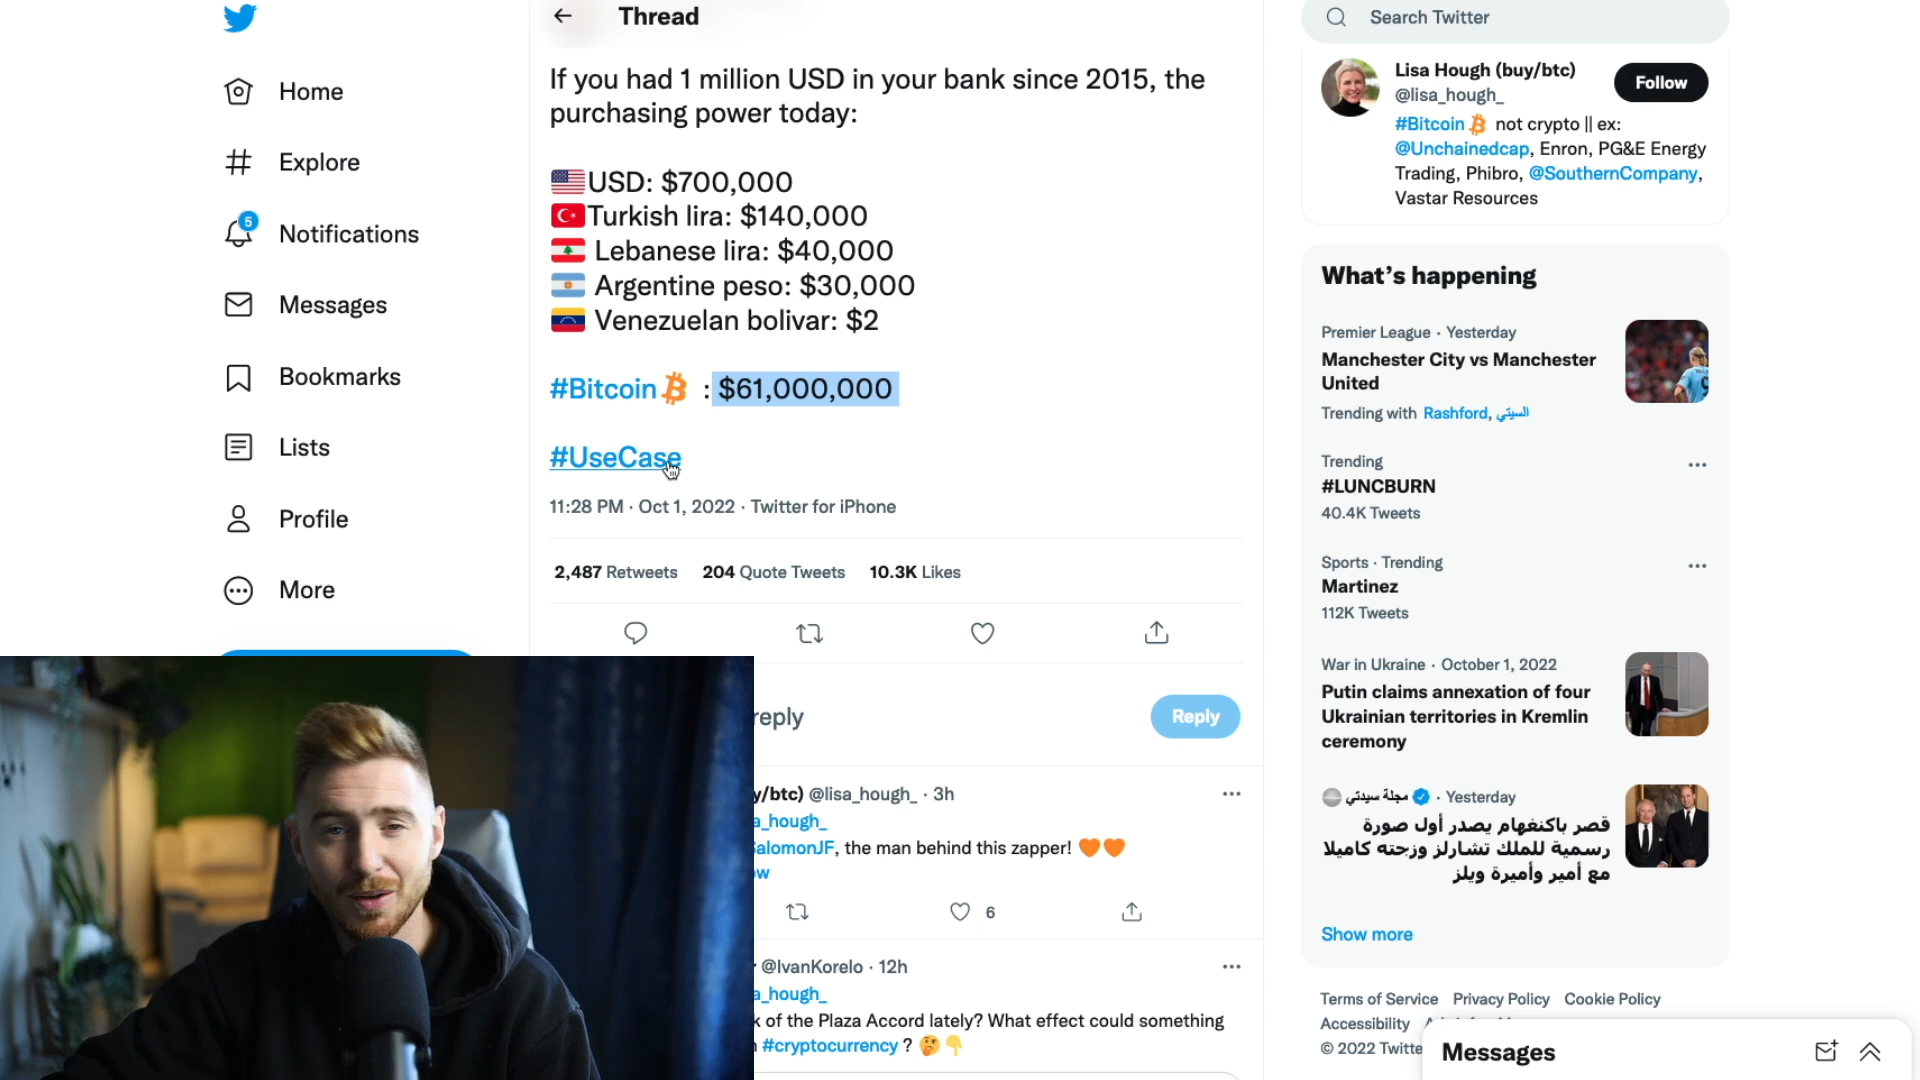 Home
Explore
5
Notifications
Messages
Bookmarks
Lists
Profile
More
Thread
If you had 1 million USD in your bank since 2015, the
purchasing power today:
USD: $700,000
Turkish lira: $140,000
Lebanese lira: $40,000
Argentine peso: $30,000
Venezuelan bolivar: $2
#Bitcoin : $61,000,000
#UseCase
11:28 PM · Oct 1, 2022 · Twitter for iPhone
2,487 Retweets 204 Quote Tweets 10.3K Likes
reply
Reply
y/btc) @lisa_hough_ · 3h
a_hough_
SalomonJF, the man behind this zapper! 🧡🧡
ow
6
@IvanKorelo · 12h
a_hough_
k of the Plaza Accord lately? What effect could something
#cryptocurrency ? 🤔👇
Search Twitter
Lisa Hough (buy/btc)
@lisa_hough_
Follow
#Bitcoin not crypto || ex:
@Unchainedcap, Enron, PG&E Energy
Trading, Phibro, @SouthernCompany,
Vastar Resources
What's happening
Premier League · Yesterday
Manchester City vs Manchester
United
Trending with Rashford, السيتي
Trending
#LUNCBURN
40.4K Tweets
Sports · Trending
Martinez
112K Tweets
War in Ukraine · October 1, 2022
Putin claims annexation of four
Ukrainian territories in Kremlin
ceremony
مجلة سيدتي · Yesterday
قصر باكنغهام يصدر أول صورة
رسمية للملك تشارلز وزوجته كاميلا
مع أمير وأميرة ويلز
Show more
Terms of Service Privacy Policy Cookie Policy
Accessibility
© 2022 Twitte
Messages